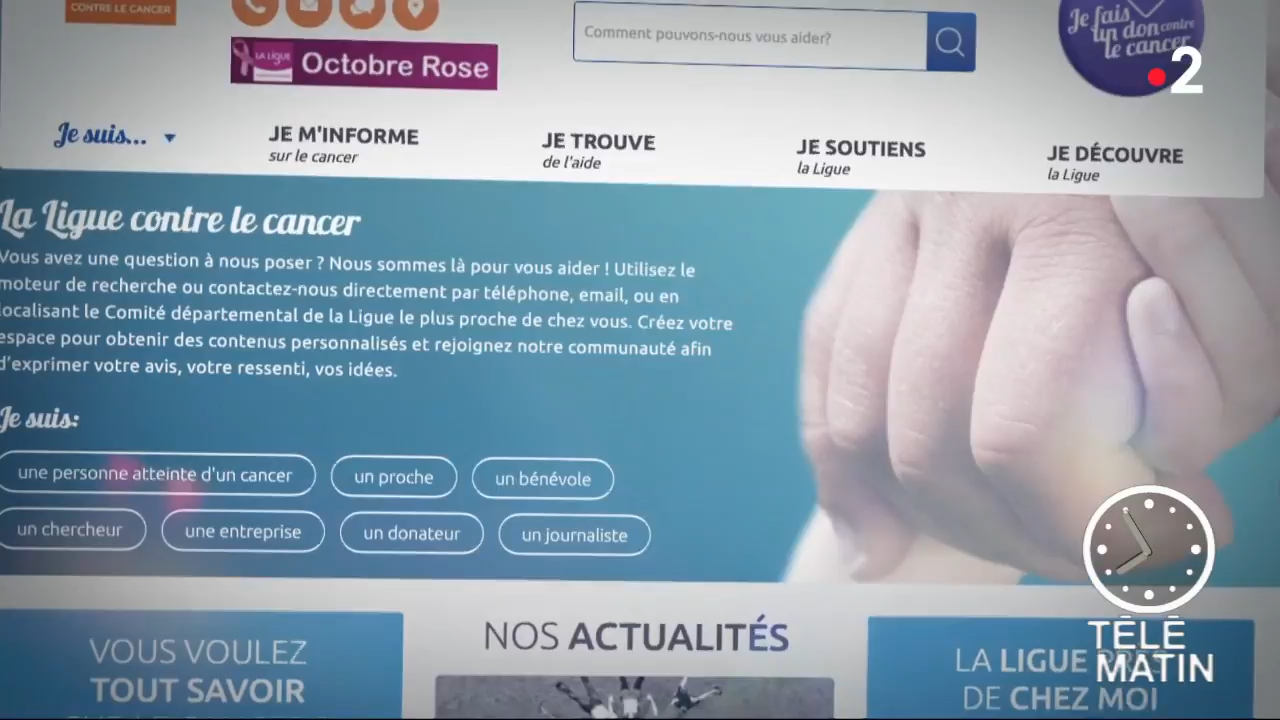 CONTRE LE CANCER
LA LIGUE
Octobre Rose
Comment pouvons-nous vous aider?
Je fais
un don contre
le cancer
2
Je suis...
JE M'INFORME
sur le cancer
JE TROUVE
de l'aide
JE SOUTIENS
la Ligue
JE DÉCOUVRE
la Ligue
La Ligue contre le cancer
Vous avez une question à nous poser ? Nous sommes là pour vous aider ! Utilisez le
moteur de recherche ou contactez-nous directement par téléphone, email, ou en
localisant le Comité départemental de la Ligue le plus proche de chez vous. Créez votre
espace pour obtenir des contenus personnalisés et rejoignez notre communauté afin
d'exprimer votre avis, votre ressenti, vos idées.
Je suis:
une personne atteinte d'un cancer
un proche
un bénévole
un chercheur
une entreprise
un donateur
un journaliste
VOUS VOULEZ
TOUT SAVOIR
NOS ACTUALITÉS
LA LIGUE PRÈS
DE CHEZ MOI
TÉLÉ
MATIN